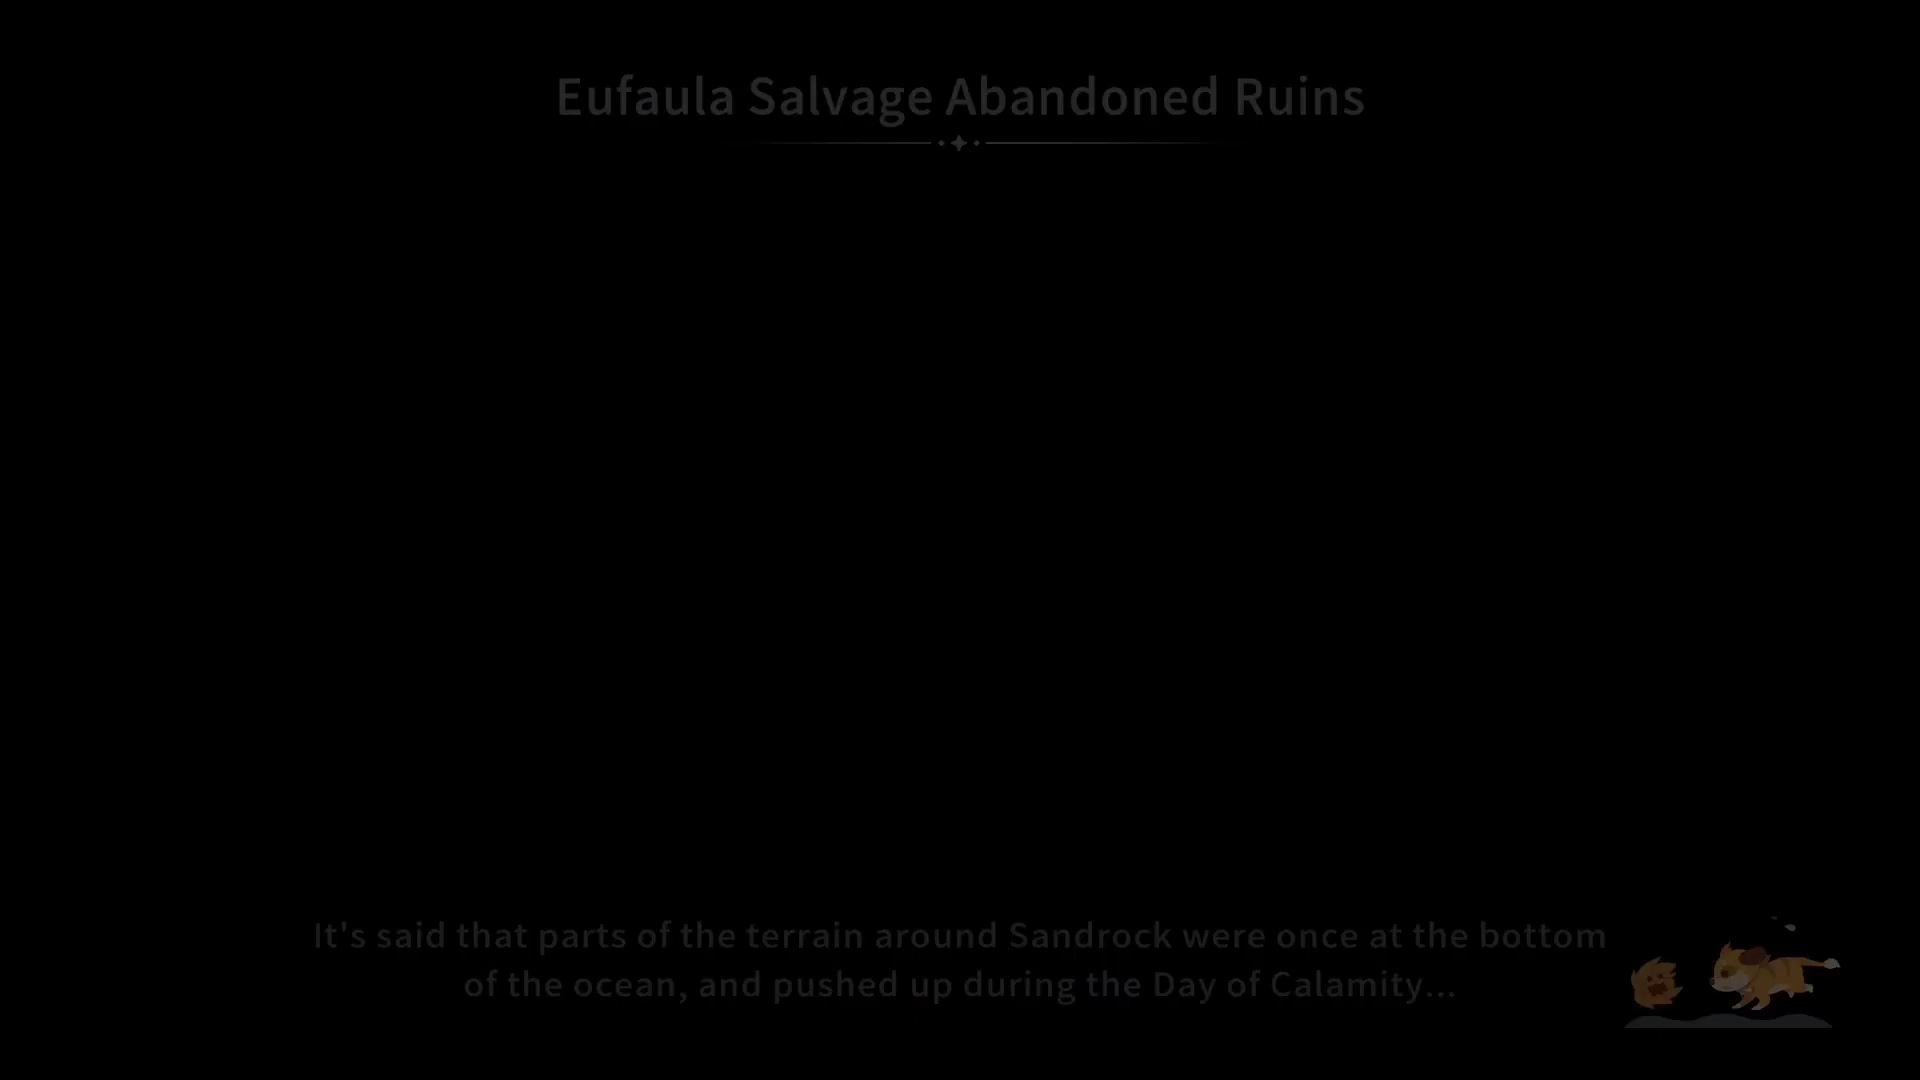 Eufaula Salvage Abandoned Ruins
It's said that parts of the terrain around Sandrock were once at the bottom
of the ocean, and pushed up during the Day of Calamity...